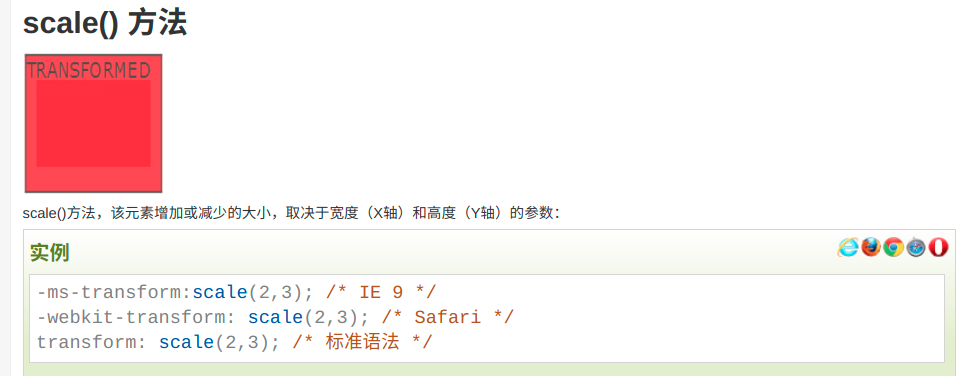 scale() 方法
TRANSFORMED
scale()方法，该元素增加或减少的大小，取决于宽度（X轴）和高度（Y轴）的参数：
实例
-ms-transform:scale(2,3); /* IE 9 */
-webkit-transform: scale(2,3); /* Safari */
transform: scale(2,3); /* 标准语法 */